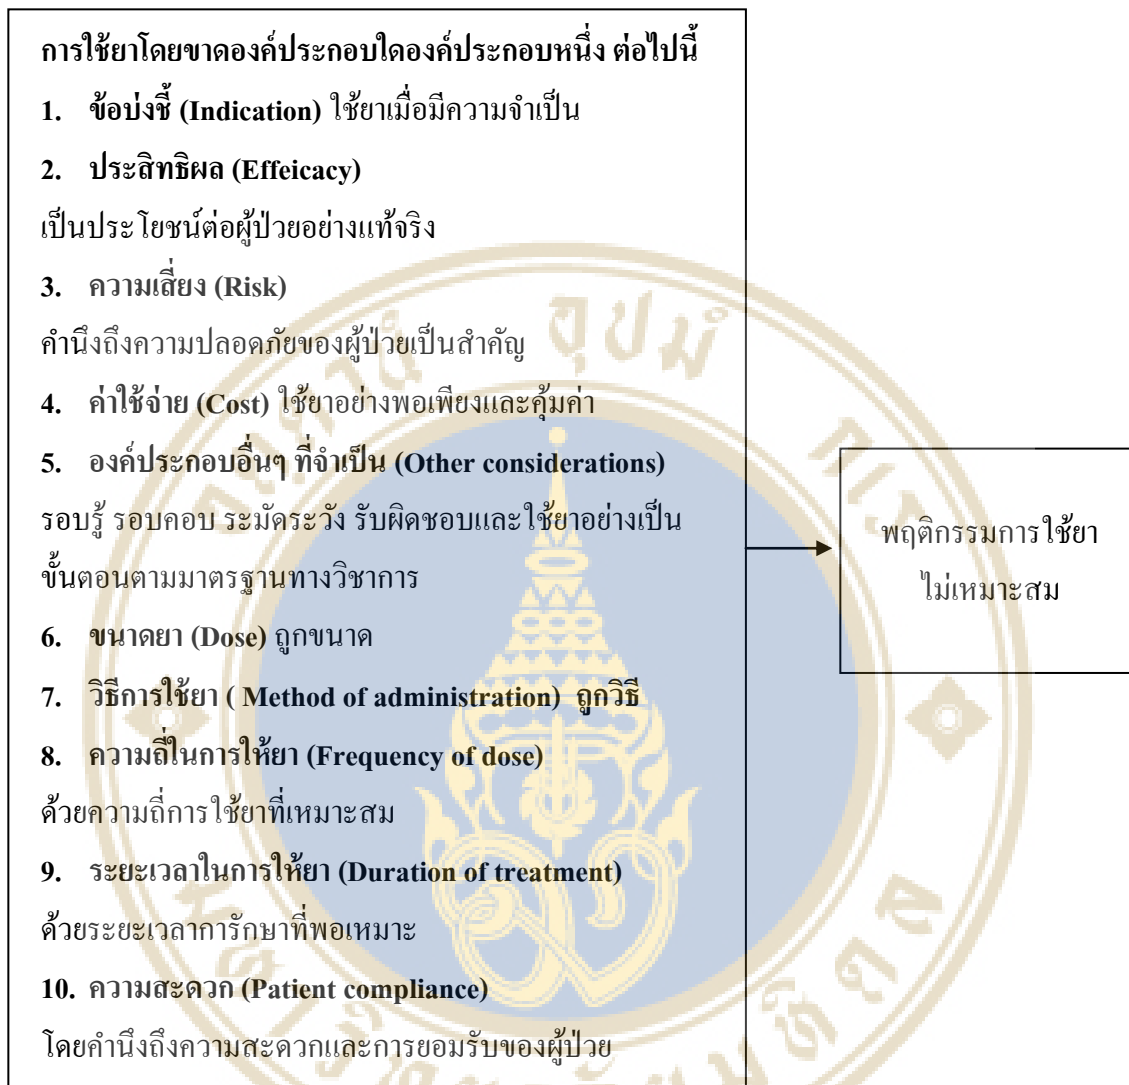 การใช้ยาโดยขาดองค์ประกอบใดองค์ประกอบหนึ่ง ต่อไปนี้
1. ข้อบ่งชี้ (Indication) ใช้ยาเมื่อมีความจำเป็น
2. ประสิทธิผล (Effeicacy)
เป็นประโยชน์ต่อผู้ป่วยอย่างแท้จริง
3. ความเสี่ยง (Risk)
คำนึงถึงความปลอดภัยของผู้ป่วยเป็นสำคัญ
4. ค่าใช้จ่าย (Cost) ใช้ยาอย่างพอเพียงและคุ้มค่า
5. องค์ประกอบอื่นๆ ที่จำเป็น (Other considerations)
รอบรู้ รอบคอบ ระมัดระวัง รับผิดชอบและใช้ยาอย่างเป็น
ขั้นตอนตามมาตรฐานทางวิชาการ
6. ขนาดยา (Dose) ถูกขนาด
7. วิธีการใช้ยา ( Method of administration) ถูกวิธี
8. ความถี่ในการให้ยา (Frequency of dose)
ด้วยความถี่การใช้ยาที่เหมาะสม
9. ระยะเวลาในการให้ยา (Duration of treatment)
ด้วยระยะเวลาการักษาที่พอเหมาะ
10. ความสะดวก (Patient compliance)
โดยคำนึงถึงความสะดวกและการยอมรับของผู้ป่วย
พฤติกรรมการใช้ยา
ไม่เหมาะสม
อุปมํ
กเร